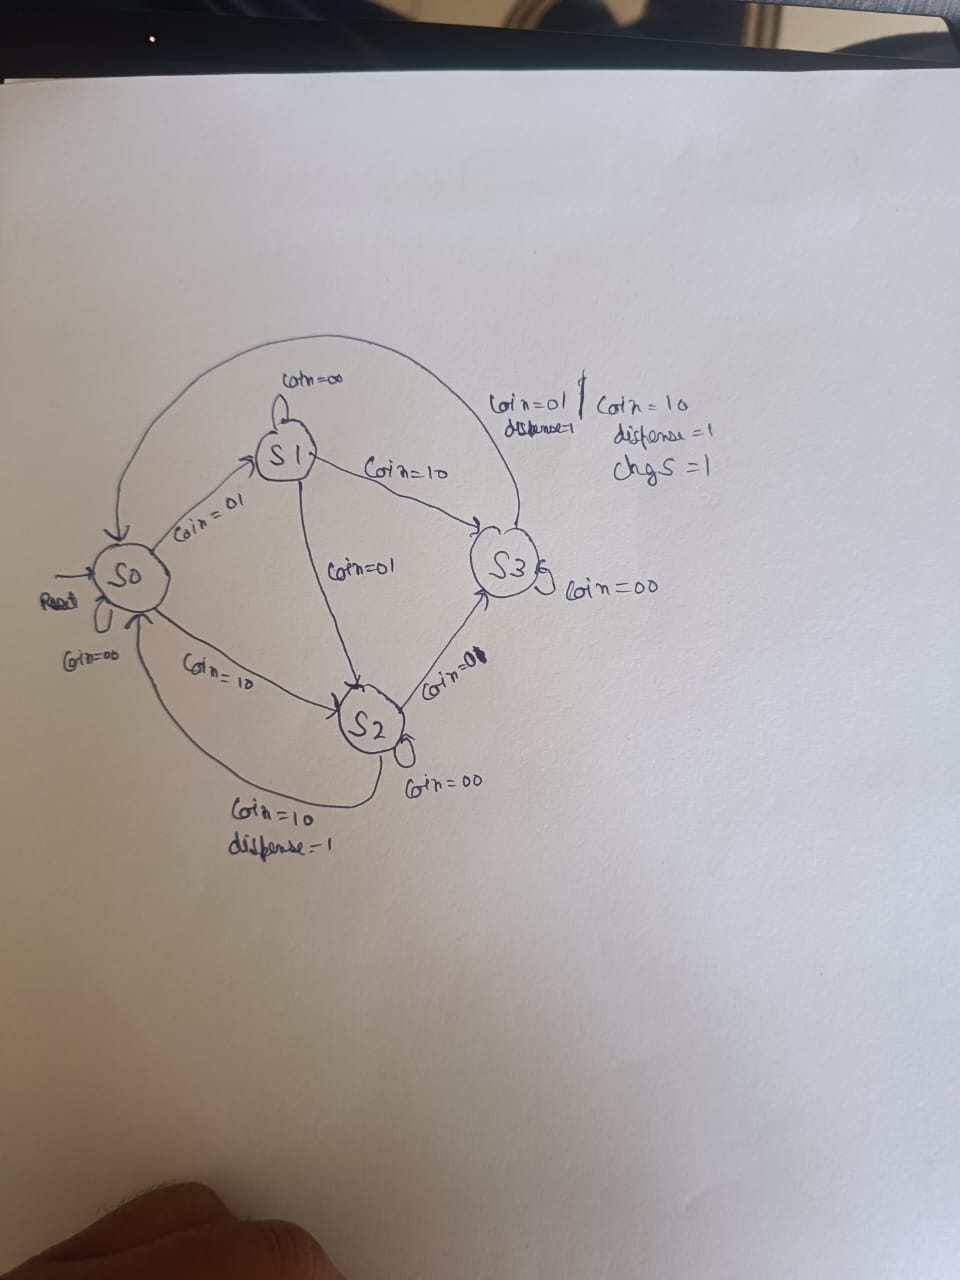 Coin=00
Coin=01 | Coin=10
dispense=1 dispense=1
chg5=1
S1
Coin=10
Coin=01
S0
Coin=01
S3
Coin=00
Reset
Coin=00
Coin=10
Coin=01
S2
Coin=00
Coin=10
dispense=1